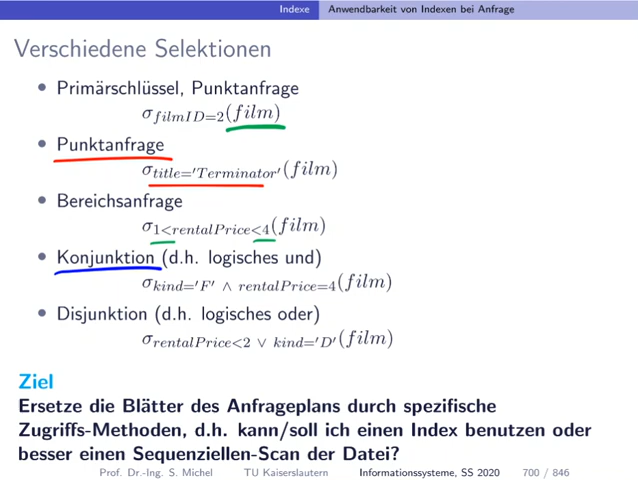 Indexe Anwendbarkeit von Indexen bei Anfrage
Verschiedene Selektionen
• Primärschlüssel, Punktanfrage
σfilmID=2(film)
• Punktanfrage
σtitle='Terminator'(film)
• Bereichsanfrage
σ1<rentalPrice<4(film)
• Konjunktion (d.h. logisches und)
σkind='F' ∧ rentalPrice=4(film)
• Disjunktion (d.h. logisches oder)
σrentalPrice<2 ∨ kind='D'(film)
Ziel
Ersetze die Blätter des Anfrageplans durch spezifische
Zugriffs-Methoden, d.h. kann/soll ich einen Index benutzen oder
besser einen Sequenziellen-Scan der Datei?
Prof. Dr.-Ing. S. Michel TU Kaiserslautern Informationssysteme, SS 2020 700 / 846